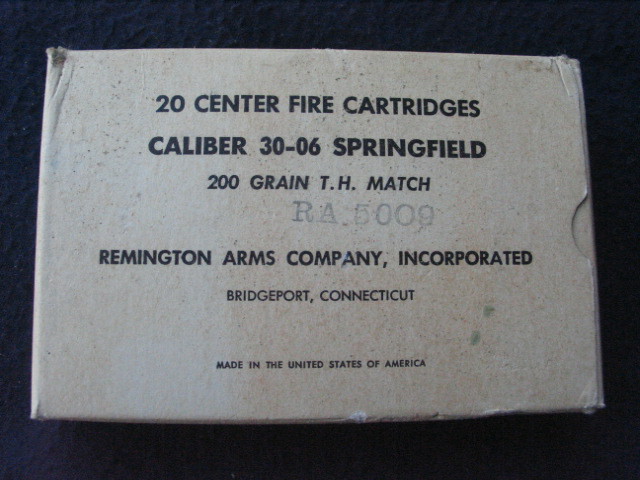 20 CENTER FIRE CARTRIDGES
CALIBER 30-06 SPRINGFIELD
200 GRAIN T.H. MATCH
RA 5009
REMINGTON ARMS COMPANY, INCORPORATED
BRIDGEPORT, CONNECTICUT
MADE IN THE UNITED STATES OF AMERICA